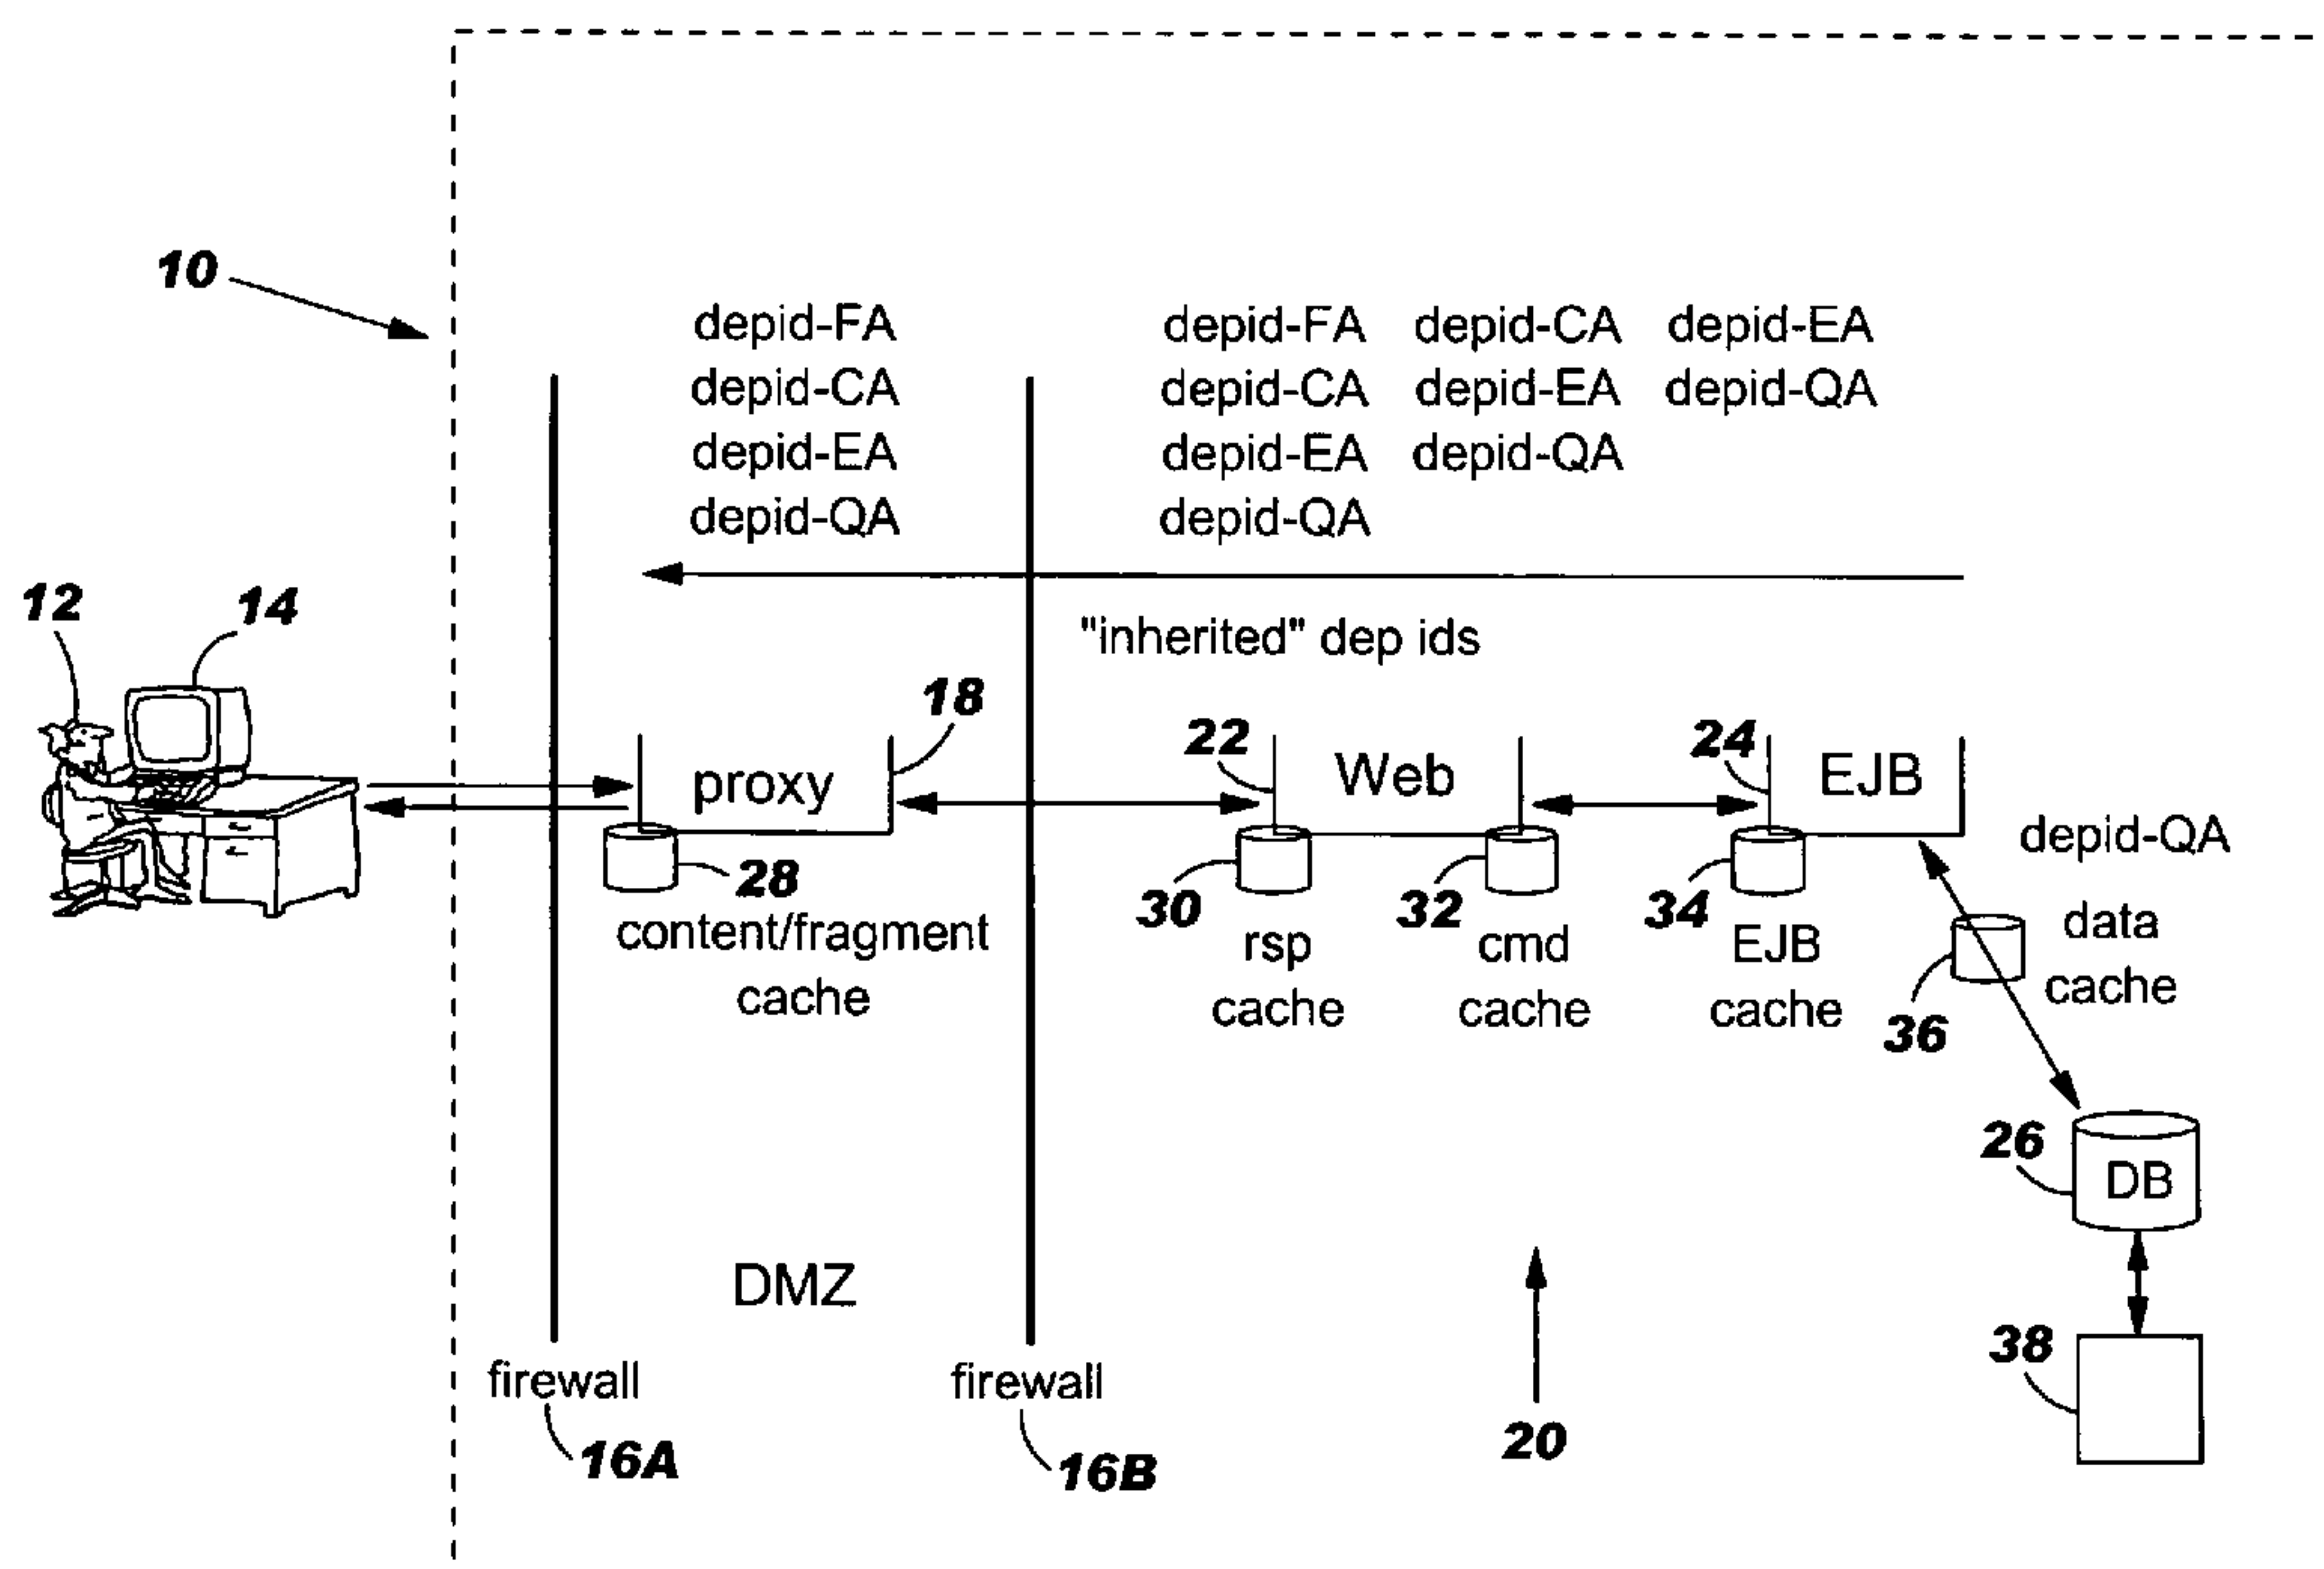 10
depid-FA depid-FA depid-CA depid-EA
depid-CA depid-CA depid-EA depid-QA
depid-EA depid-EA depid-QA
depid-QA depid-QA
12 14
"inherited" dep ids
18 22 24
proxy Web EJB
depid-QA
28 30 32 34
content/fragment rsp cmd EJB data
cache cache cache cache cache
36
26
DB
DMZ
38
firewall firewall
20
16A 16B